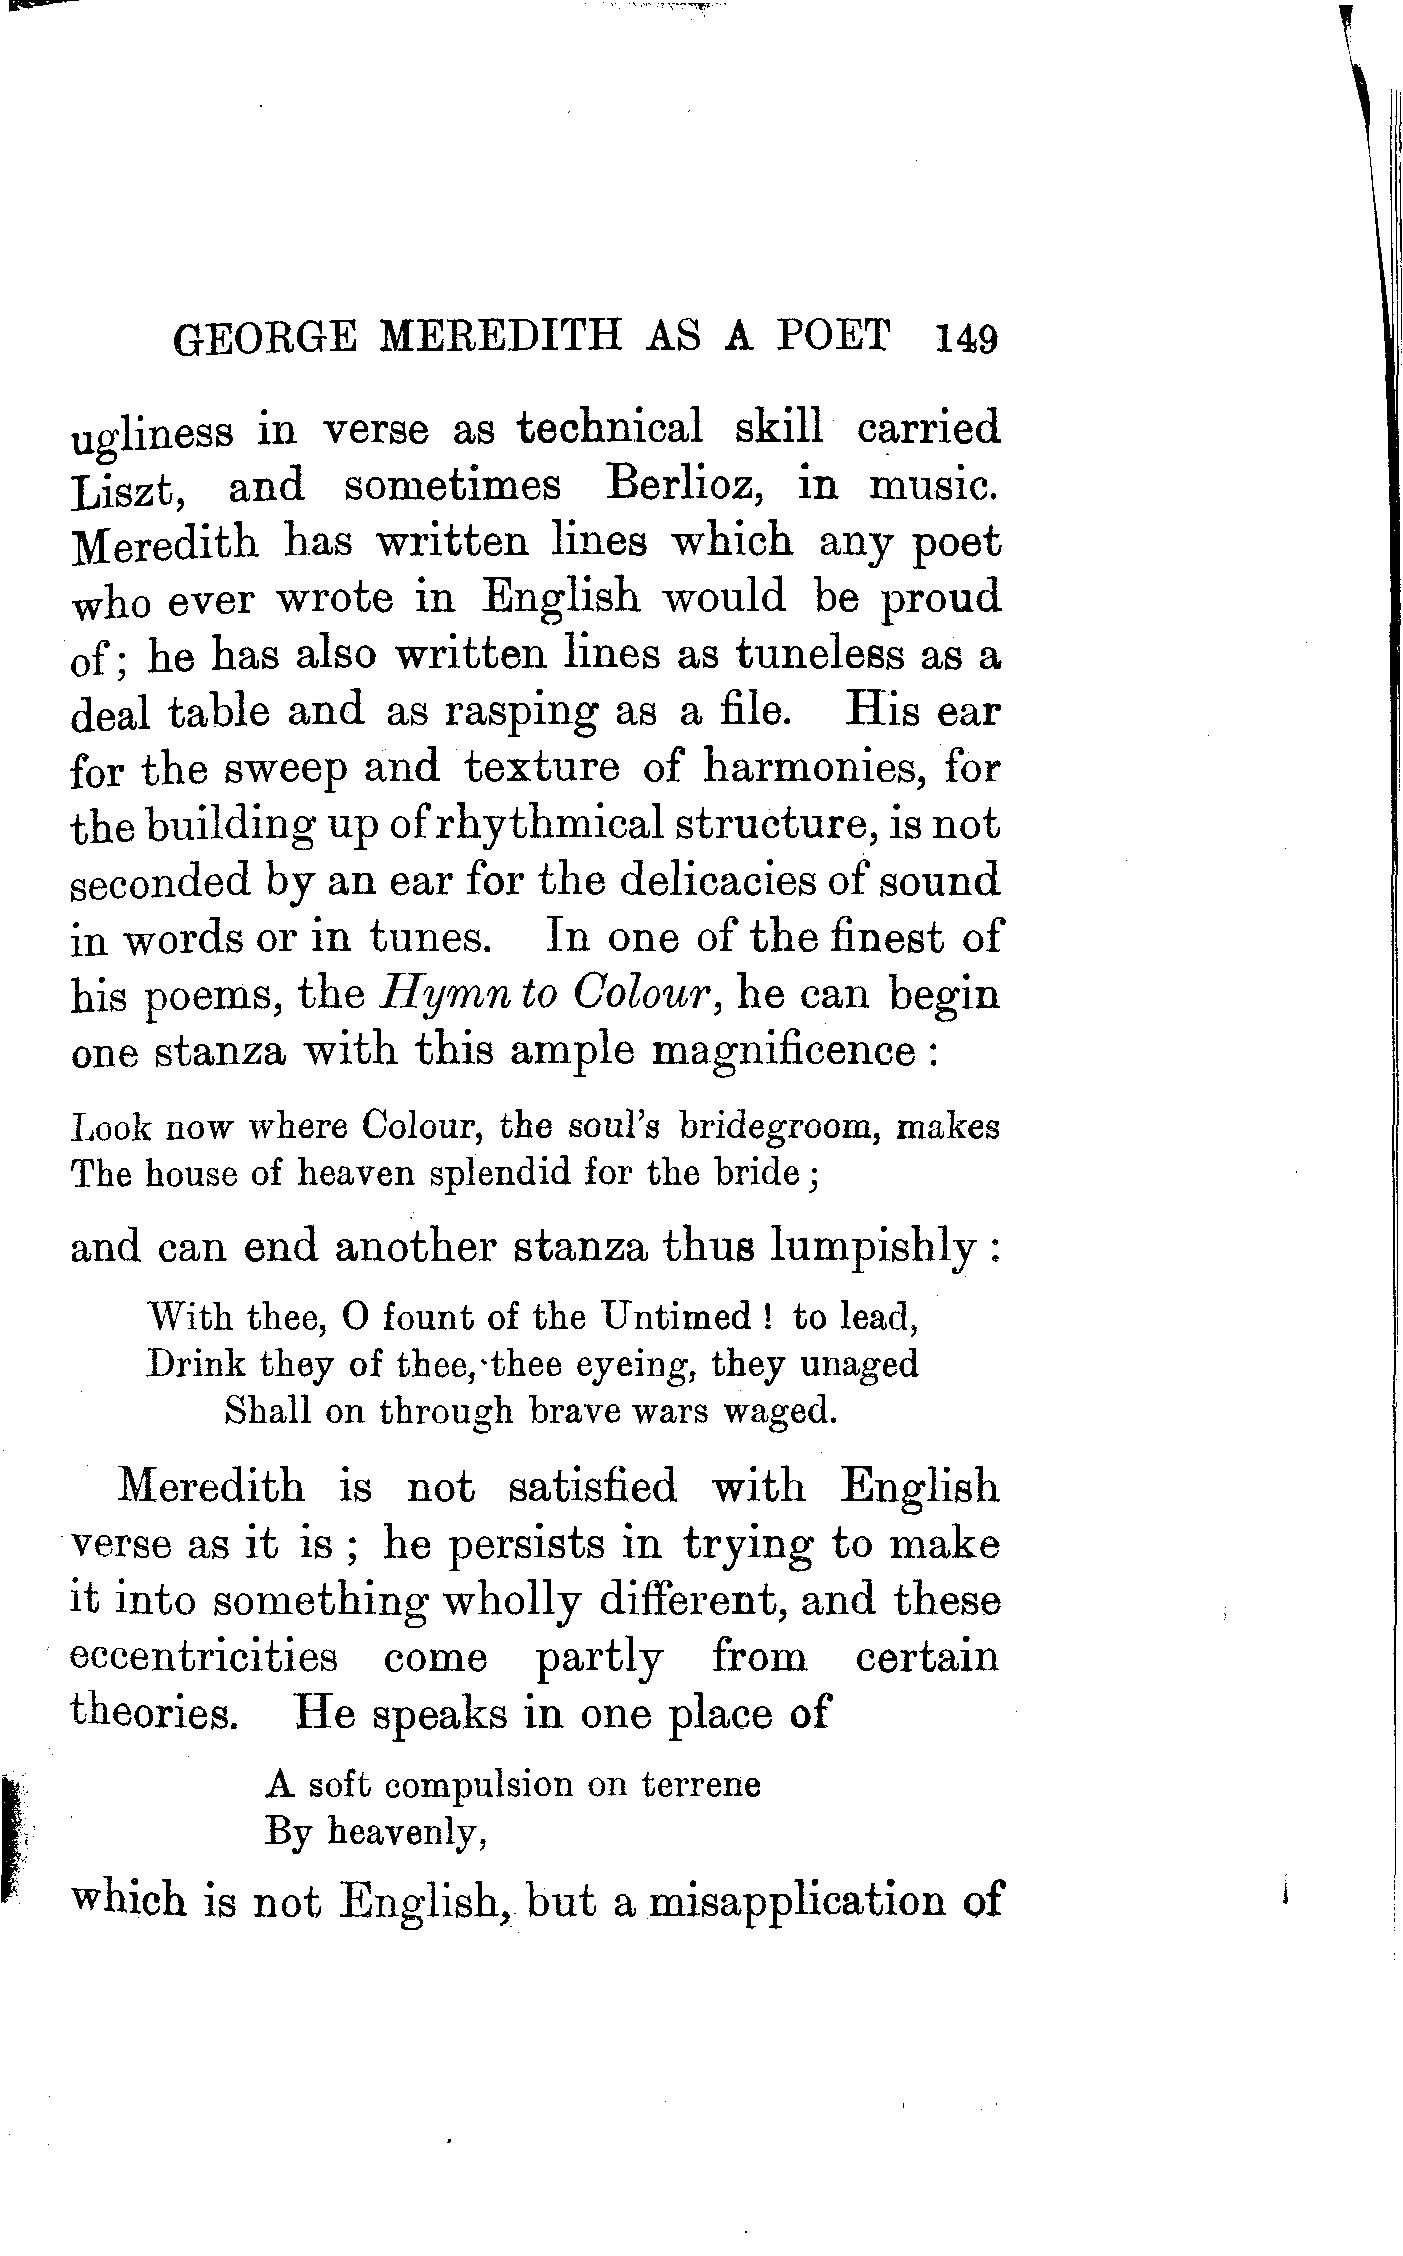 GEORGE MEREDITH AS A POET 149
ugliness in verse as technical skill carried
Liszt, and sometimes Berlioz, in music.
Meredith has written lines which any poet
who ever wrote in English would be proud
of; he has also written lines as tuneless as a
deal table and as rasping as a file. His ear
for the sweep and texture of harmonies, for
the building up of rhythmical structure, is not
seconded by an ear for the delicacies of sound
in words or in tunes. In one of the finest of
his poems, the Hymn to Colour, he can begin
one stanza with this ample magnificence :
Look now where Colour, the soul's bridegroom, makes
The house of heaven splendid for the bride ;
and can end another stanza thus lumpishly :
With thee, O fount of the Untimed ! to lead,
Drink they of thee, thee eyeing, they unaged
Shall on through brave wars waged.
Meredith is not satisfied with English
verse as it is ; he persists in trying to make
it into something wholly different, and these
eccentricities come partly from certain
theories. He speaks in one place of
A soft compulsion on terrene
By heavenly,
which is not English, but a misapplication of